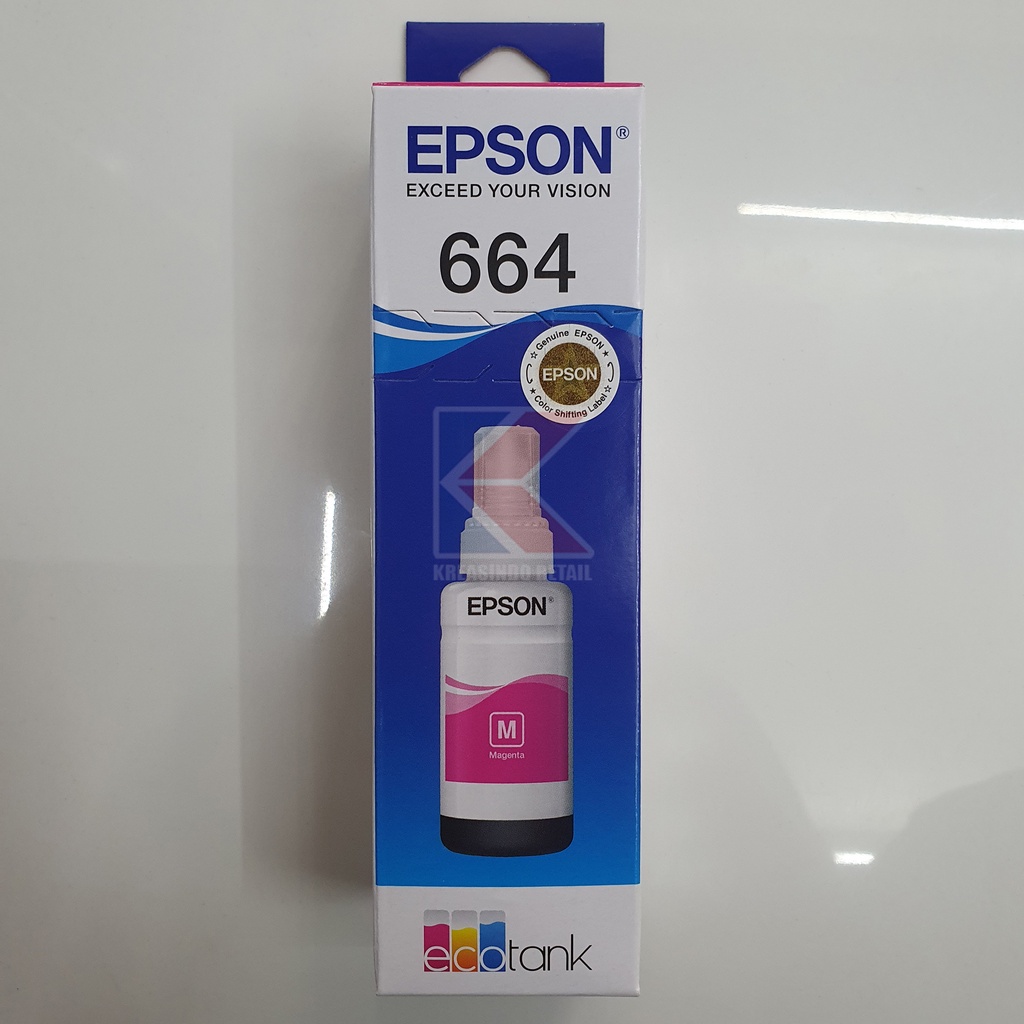 EPSON®
EXCEED YOUR VISION
664
☆ Genuine EPSON ★
EPSON
★ Color Shifting Label ☆
KREASINDO RETAIL
EPSON®
M
Magenta
ecotank